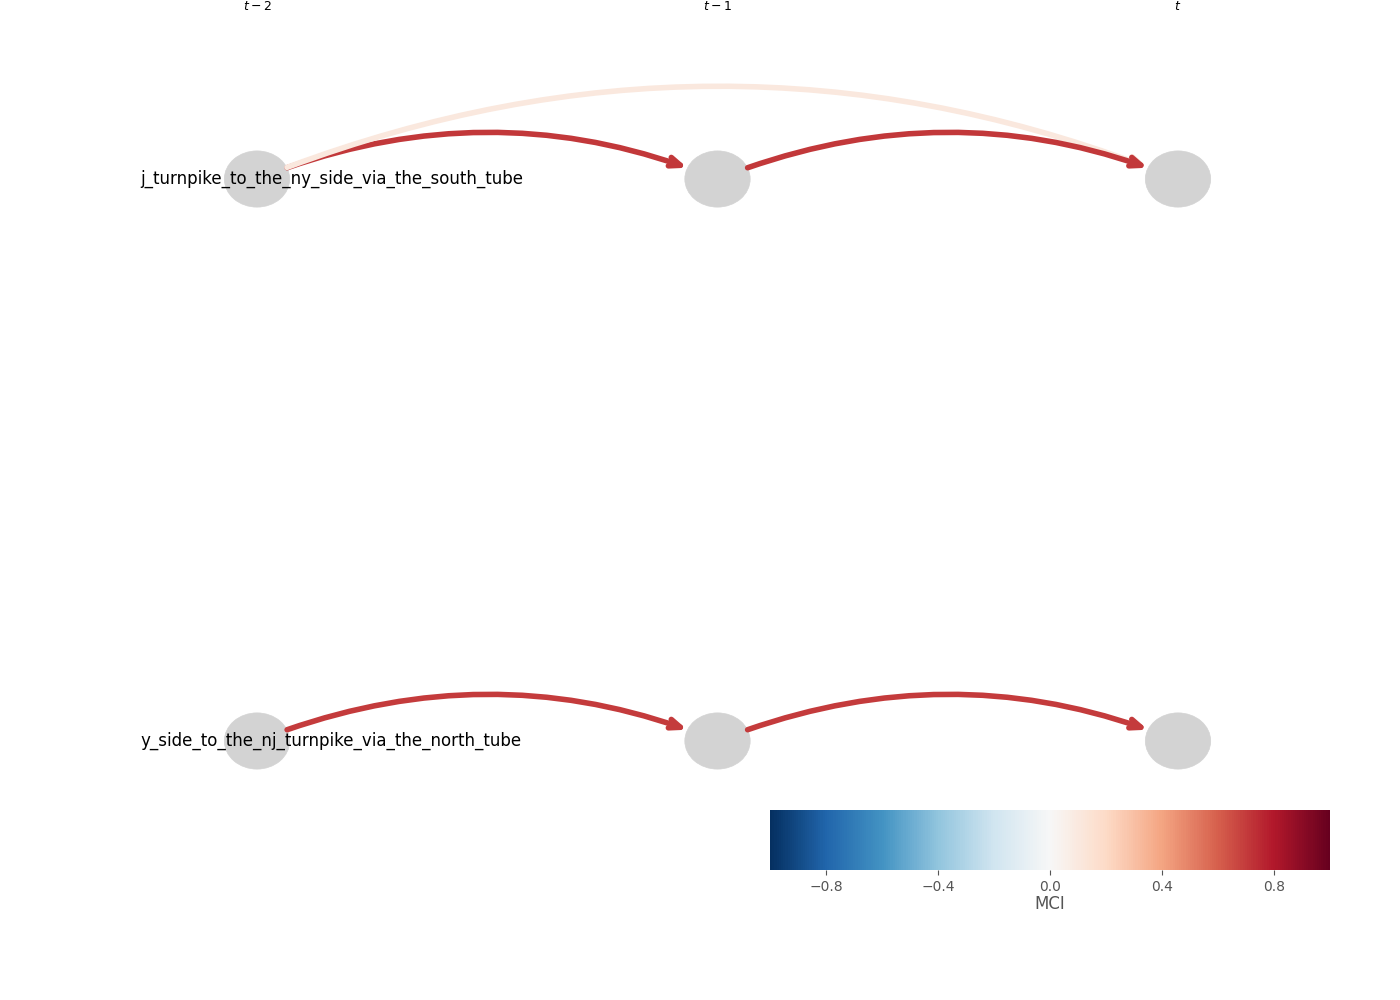 t − 2 t − 1 t
j_turnpike_to_the_ny_side_via_the_south_tube
y_side_to_the_nj_turnpike_via_the_north_tube
−0.8 −0.4 0.0 0.4 0.8
MCI